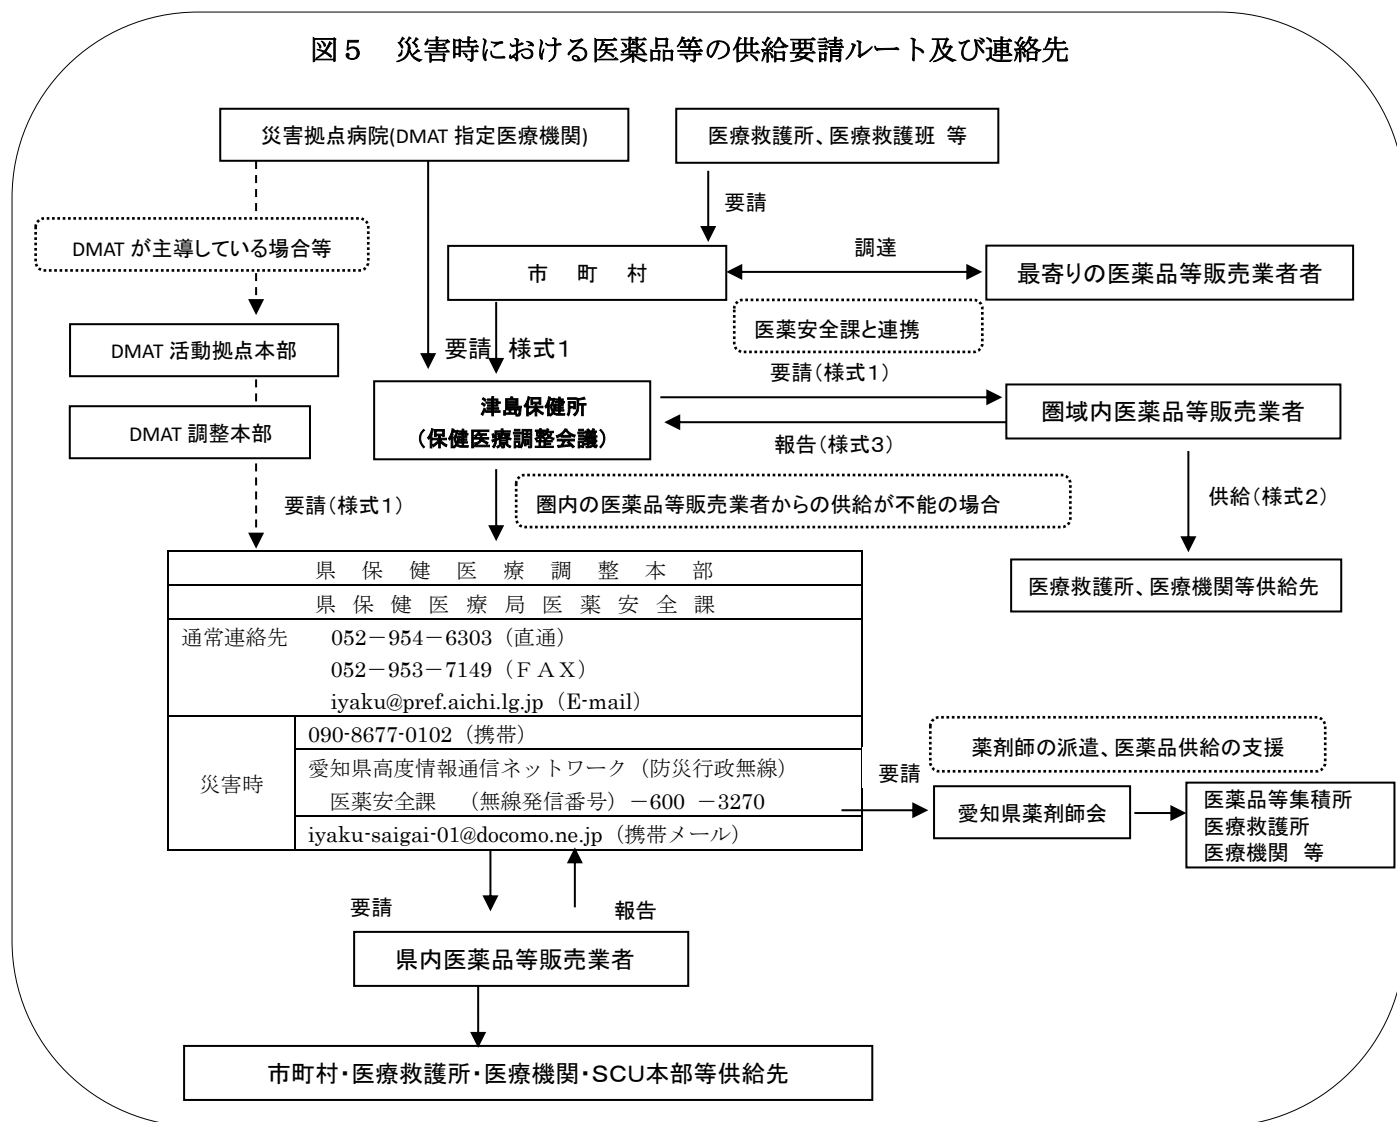 図５　災害時における医薬品等の供給要請ルート及び連絡先
災害拠点病院(DMAT 指定医療機関)
医療救護所、医療救護班 等
要請
DMAT が主導している場合等
市　町　村
調達
最寄りの医薬品等販売業者者
医薬安全課と連携
DMAT 活動拠点本部
要請 様式１
要請(様式１)
津島保健所
（保健医療調整会議）
圏域内医薬品等販売業者
DMAT 調整本部
報告(様式３)
要請(様式１)
圏内の医薬品等販売業者からの供給が不能の場合
供給(様式２)
県　保　健　医　療　調　整　本　部
県 保 健 医 療 局 医 薬 安 全 課
医療救護所、医療機関等供給先
通常連絡先　052－954－6303（直通）
052－953－7149（ＦＡＸ）
iyaku@pref.aichi.lg.jp（E-mail）
災害時
090-8677-0102（携帯）
愛知県高度情報通信ネットワーク（防災行政無線）
医薬安全課　（無線発信番号）－600 －3270
iyaku-saigai-01@docomo.ne.jp（携帯メール）
薬剤師の派遣、医薬品供給の支援
要請
愛知県薬剤師会
医薬品等集積所
医療救護所
医療機関 等
要請
報告
県内医薬品等販売業者
市町村・医療救護所・医療機関・SCU本部等供給先